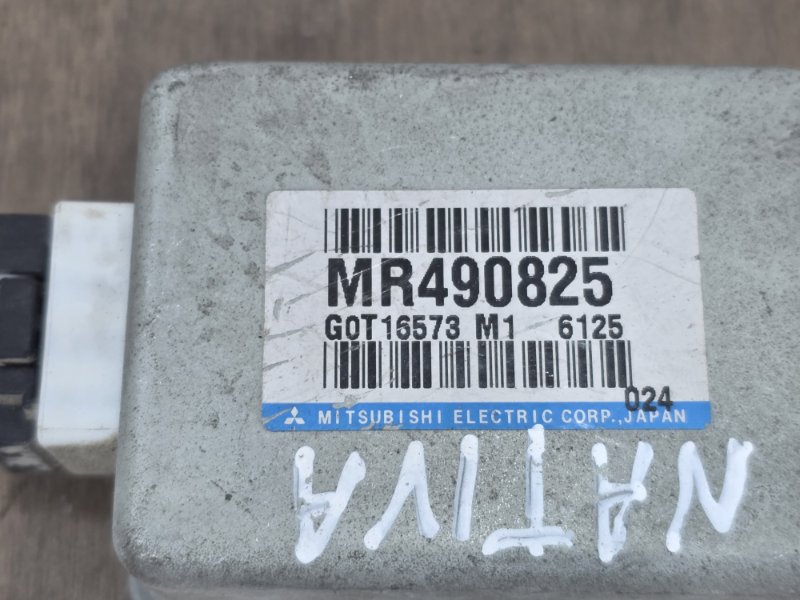 MR490825
G0T16573 M1 6125
024
MITSUBISHI ELECTRIC CORP., JAPAN
NATIVA